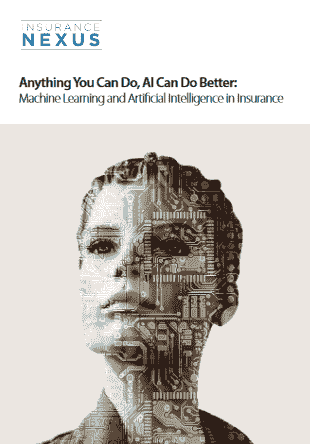 INSURANCE
NEXUS
Anything You Can Do, AI Can Do Better:
Machine Learning and Artificial Intelligence in Insurance